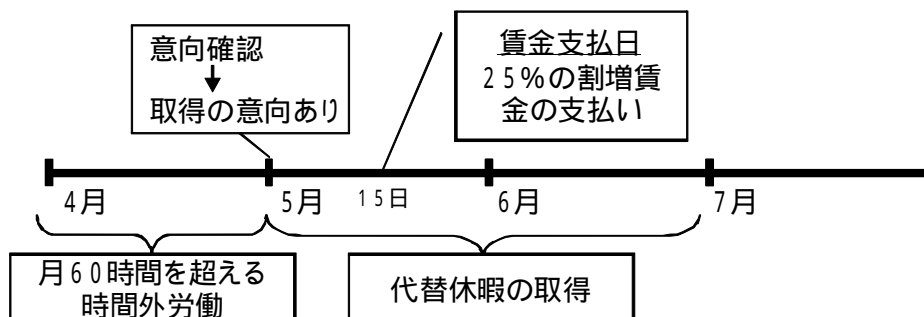 意向確認
取得の意向あり
賃金支払日
25%の割増賃
金の支払い
4月
5月
15日
6月
7月
月60時間を超える
時間外労働
代替休暇の取得